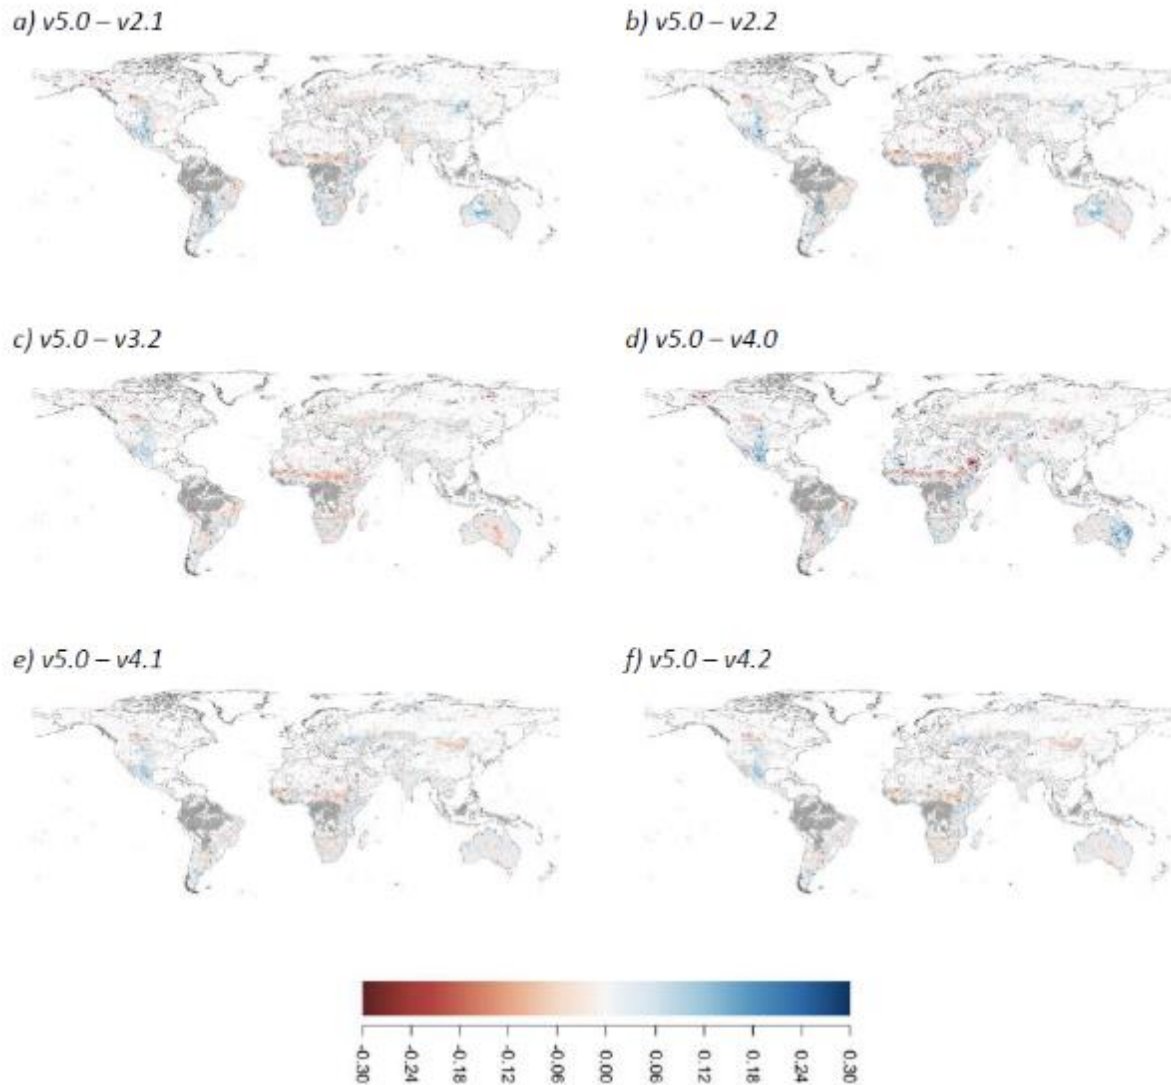 a) v5.0 – v2.1
b) v5.0 – v2.2
c) v5.0 – v3.2
d) v5.0 – v4.0
e) v5.0 – v4.1
f) v5.0 – v4.2
-0.30 -0.24 -0.18 -0.12 -0.06 0.00 0.06 0.12 0.18 0.24 0.30